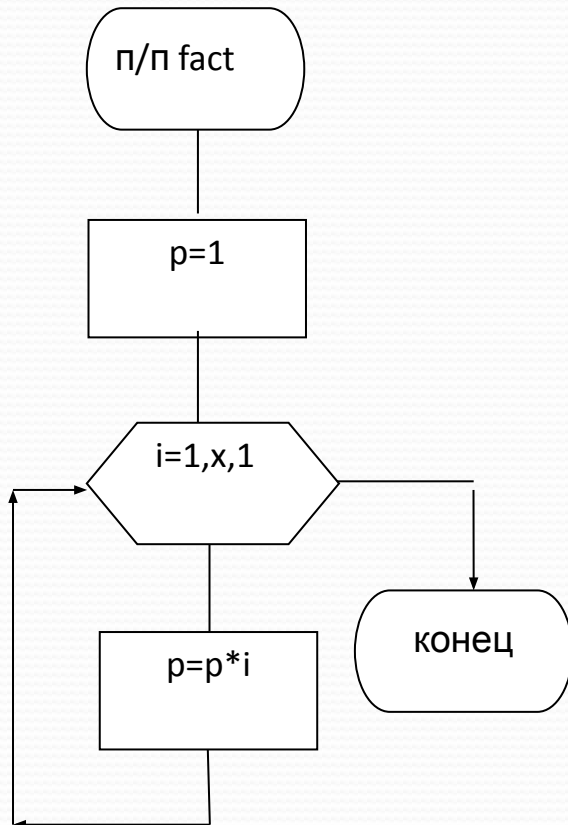 п/п fact
p=1
i=1,x,1
p=p*i
конец